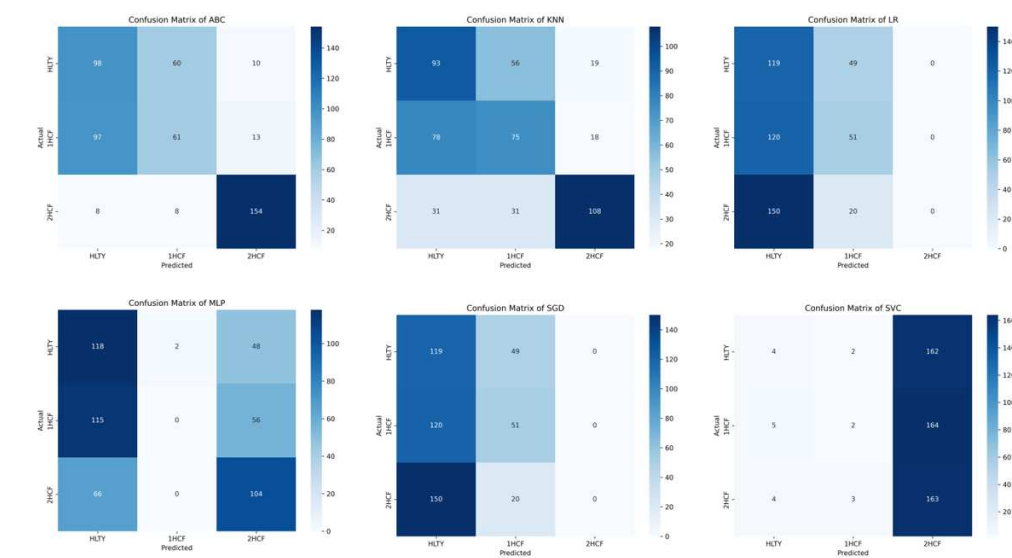 Confusion Matrix of ABC
HLTY 98 60 10
Actual
1HCF 97 61 13
2HCF 8 8 154
HLTY 1HCF 2HCF
Predicted
140
120
100
80
60
40
20
Confusion Matrix of KNN
HLTY 93 56 19
Actual
1HCF 78 75 18
2HCF 31 31 108
HLTY 1HCF 2HCF
Predicted
100
90
80
70
60
50
40
30
20
Confusion Matrix of LR
HLTY 119 49 0
Actual
1HCF 120 51 0
2HCF 150 20 0
HLTY 1HCF 2HCF
Predicted
80
60
40
20
0
Confusion Matrix of MLP
HLTY 118 2 48
Actual
1HCF 115 0 56
2HCF 66 0 104
HLTY 1HCF 2HCF
Predicted
100
80
60
40
20
0
Confusion Matrix of SGD
HLTY 119 49 0
Actual
1HCF 120 51 0
2HCF 150 20 0
HLTY 1HCF 2HCF
Predicted
140
120
100
80
60
40
20
0
Confusion Matrix of SVC
HLTY 4 2 162
Actual
1HCF 5 2 164
2HCF 4 3 163
HLTY 1HCF 2HCF
Predicted
80
60
40
20